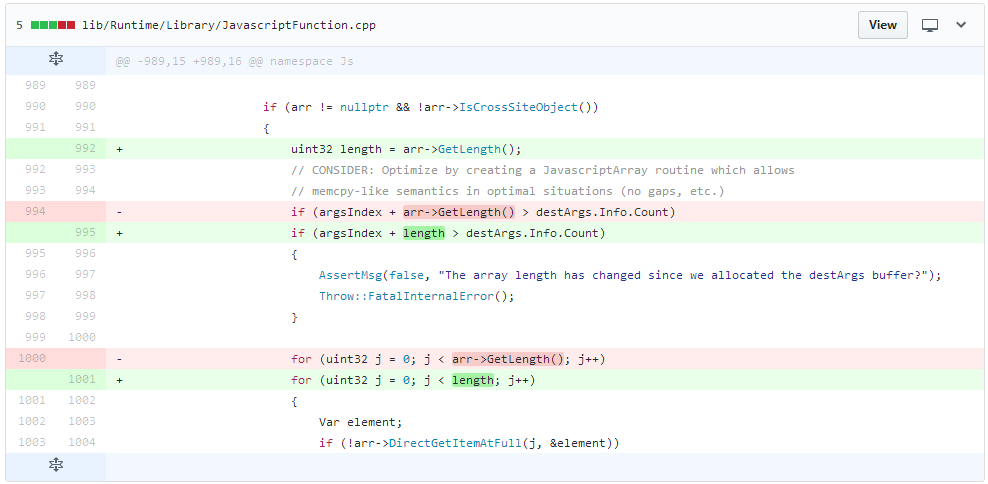 5 lib/Runtime/Library/JavascriptFunction.cpp View
@@ -989,15 +989,16 @@ namespace Js
989 989
990 990 if (arr != nullptr && !arr->IsCrossSiteObject())
991 991 {
992 + uint32 length = arr->GetLength();
992 993 // CONSIDER: Optimize by creating a JavascriptArray routine which allows
993 994 // memcpy-like semantics in optimal situations (no gaps, etc.)
994 - if (argsIndex + arr->GetLength() > destArgs.Info.Count)
995 + if (argsIndex + length > destArgs.Info.Count)
995 996 {
996 997 AssertMsg(false, "The array length has changed since we allocated the destArgs buffer?");
997 998 Throw::FatalInternalError();
998 999 }
999 1000
1000 - for (uint32 j = 0; j < arr->GetLength(); j++)
1001 + for (uint32 j = 0; j < length; j++)
1001 1002 {
1002 1003 Var element;
1003 1004 if (!arr->DirectGetItemAtFull(j, &element))